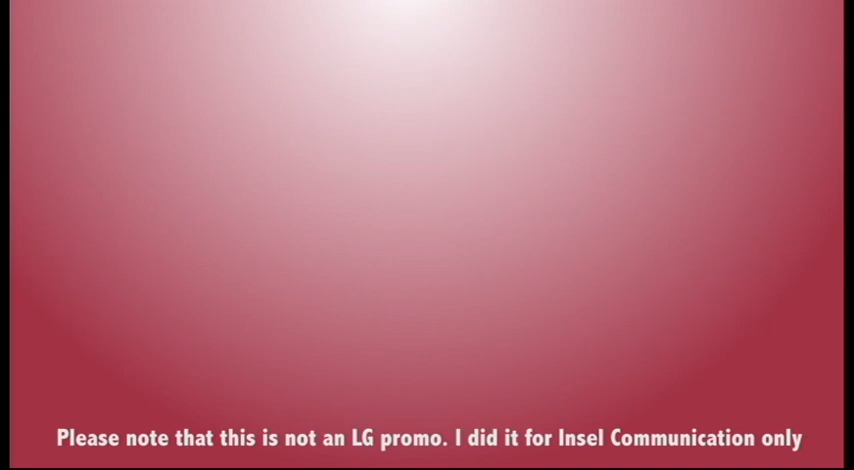 Please note that this is not an LG promo. I did it for Insel Communication only